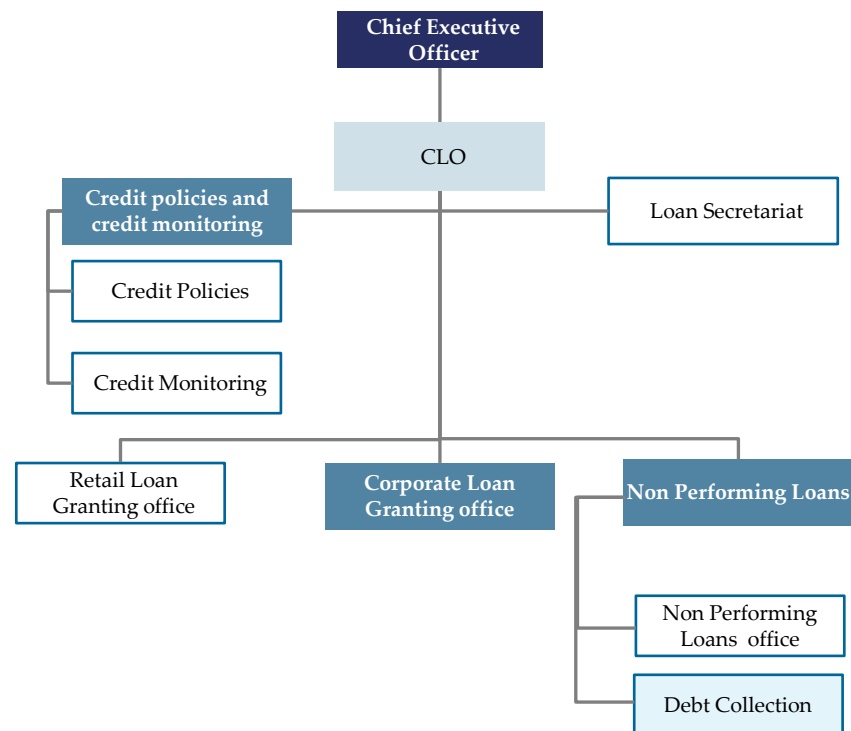 Chief Executive
Officer
CLO
Credit policies and
credit monitoring
Loan Secretariat
Credit Policies
Credit Monitoring
Retail Loan
Granting office
Corporate Loan
Granting office
Non Performing Loans
Non Performing
Loans office
Debt Collection